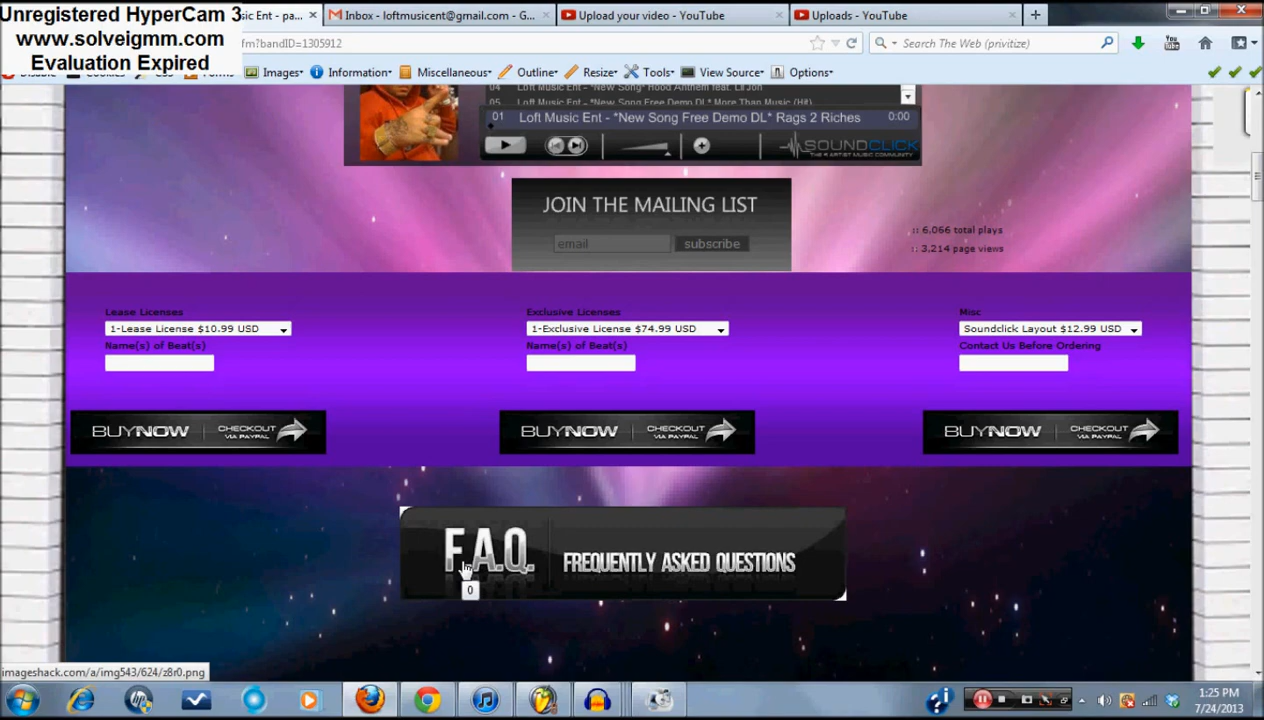 Unregistered HyperCam 3
www.solveigmm.com
Evaluation Expired
sic Ent - pa...
Inbox - loftmusicent@gmail.com - G...
Upload your video - YouTube
Uploads - YouTube
fm?bandID=1305912
Search The Web (privitize)
Disable Cookies CSS Forms Images Information Miscellaneous Outline Resize Tools View Source Options
04 Loft Music Ent - *New Song* Hood Anthem feat. Lil Jon
05 Loft Music Ent - *New Song Free Demo DL* More Than Music (Hit)
01 Loft Music Ent - *New Song Free Demo DL* Rags 2 Riches 0:00
SOUNDCLICK
THE #1 ARTIST MUSIC COMMUNITY
JOIN THE MAILING LIST
email subscribe
:: 6,066 total plays
:: 3,214 page views
Lease Licenses Exclusive Licenses Misc
1-Lease License $10.99 USD 1-Exclusive License $74.99 USD Soundclick Layout $12.99 USD
Name(s) of Beat(s) Name(s) of Beat(s) Contact Us Before Ordering
BUYNOW CHECKOUT VIA PAYPAL BUYNOW CHECKOUT VIA PAYPAL BUYNOW CHECKOUT VIA PAYPAL
F.A.Q. FREQUENTLY ASKED QUESTIONS
0
imageshack.com/a/img543/624/z8r0.png
1:25 PM
7/24/2013